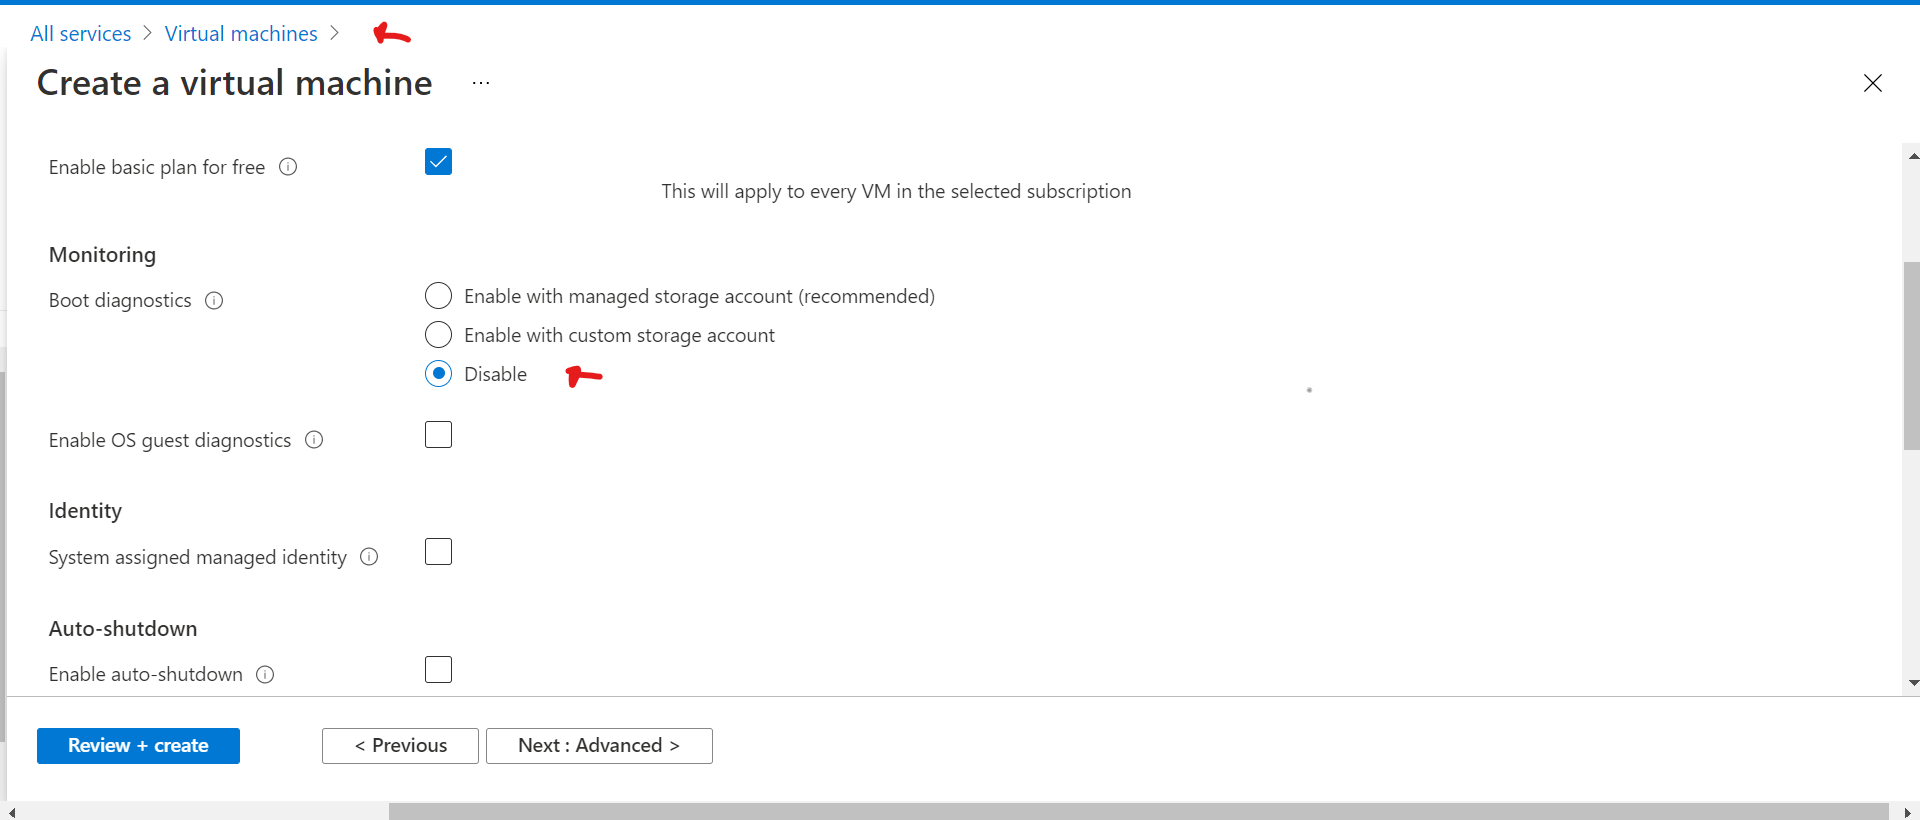 All services > Virtual machines >
Create a virtual machine ...
Enable basic plan for free
This will apply to every VM in the selected subscription
Monitoring
Boot diagnostics
Enable with managed storage account (recommended)
Enable with custom storage account
Disable
Enable OS guest diagnostics
Identity
System assigned managed identity
Auto-shutdown
Enable auto-shutdown
Review + create
< Previous
Next : Advanced >